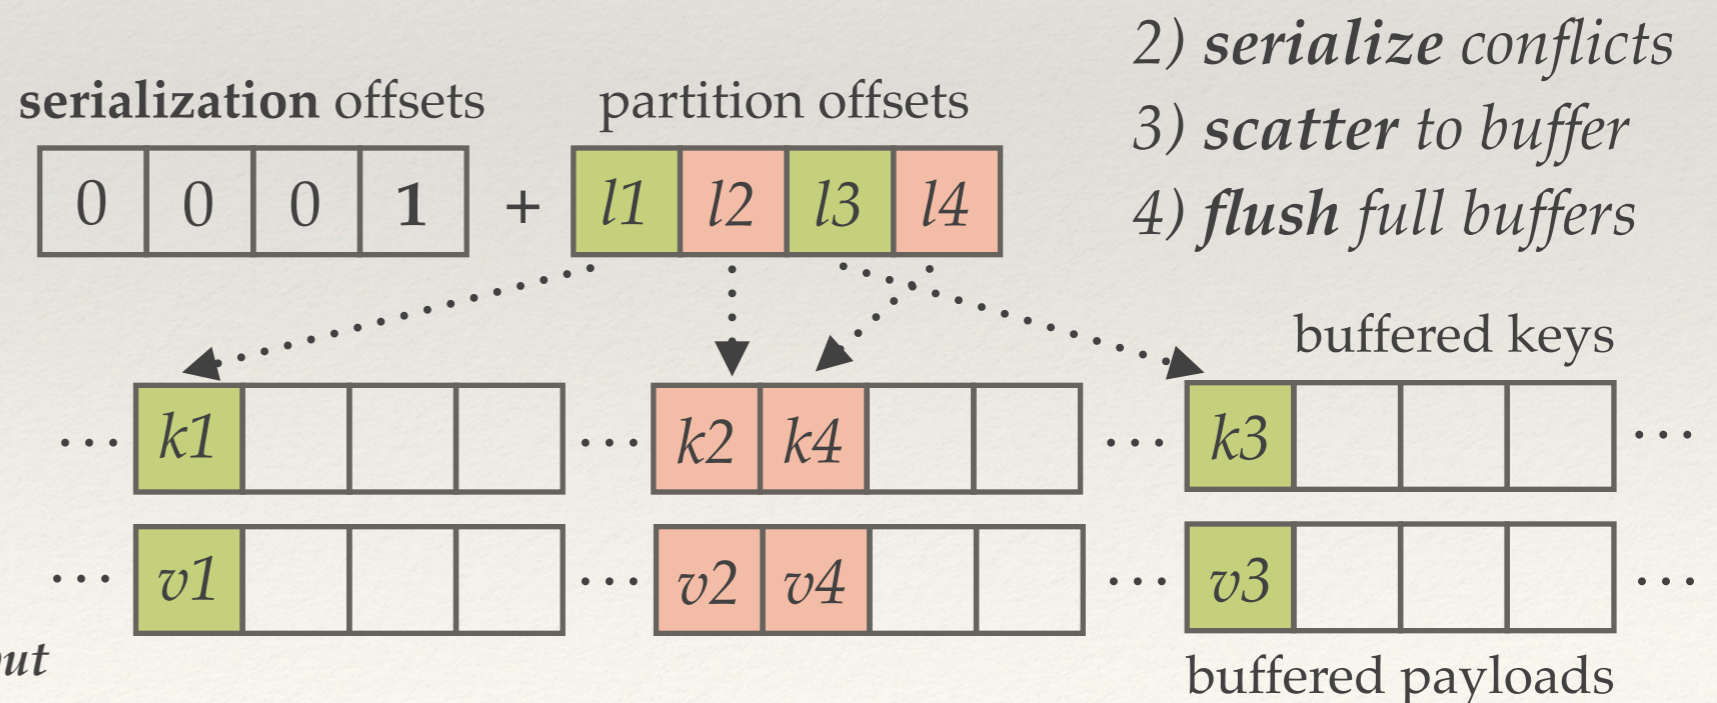 2) serialize conflicts
3) scatter to buffer
4) flush full buffers
serialization offsets
partition offsets
0 0 0 1 + l1 l2 l3 l4
buffered keys
... k1 ... k2 k4 ... k3 ...
... v1 ... v2 v4 ... v3 ...
buffered payloads